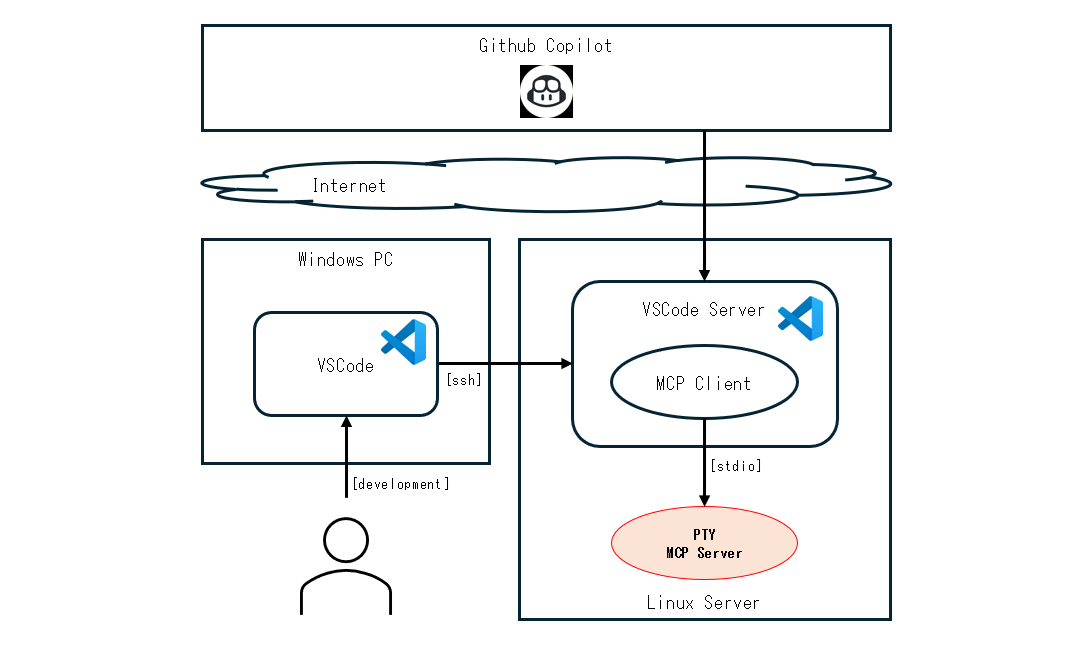 Github Copilot
Internet
Windows PC
VSCode Server
VSCode
[ssh]
MCP Client
[stdio]
[development]
PTY
MCP Server
Linux Server